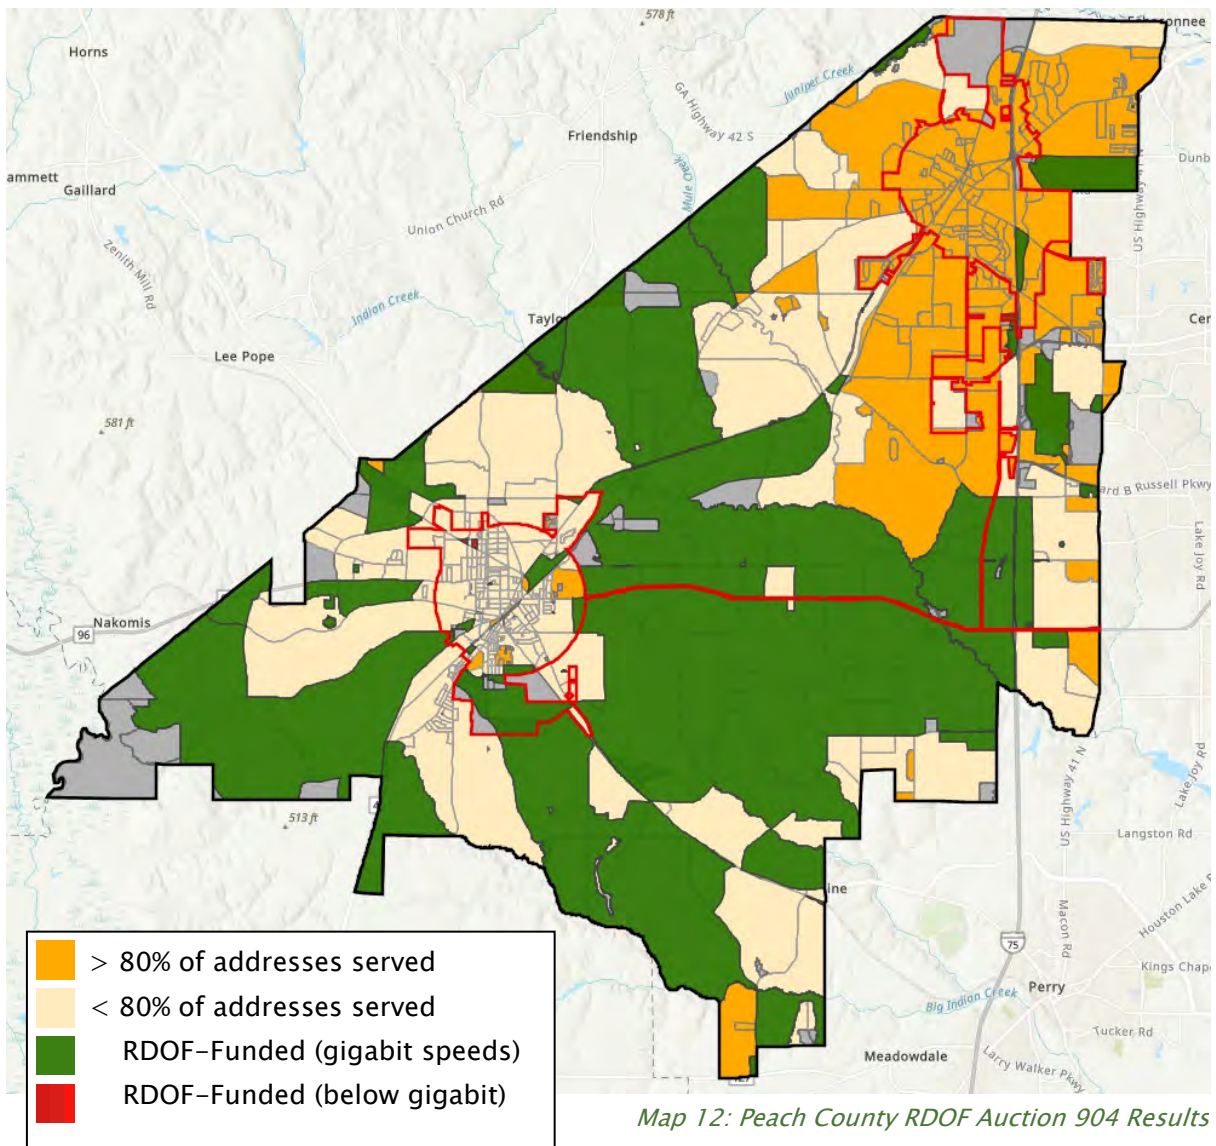 578 ft
Horns
Juniper Creek
GA Highway 42 S
Friendship
Mule Creek
ammett
Gaillard
Dunb
US Highway 41 N
Union Church Rd
Zenith Mill Rd
Indian Creek
Taylo
Cer
Lee Pope
581 ft
ard B Russell Pkwy
Lake Joy Rd
Nakomis
96
US Highway 41 N
Lake Joy R
513 ft
Langston Rd
ine
Houston Lake R
Macon Rd
75
Kings Chap
Perry
Big Indian Creek
Tucker Rd
Meadowdale
Larry Walker Pkwy
> 80% of addresses served
< 80% of addresses served
RDOF-Funded (gigabit speeds)
RDOF-Funded (below gigabit)
Map 12: Peach County RDOF Auction 904 Results